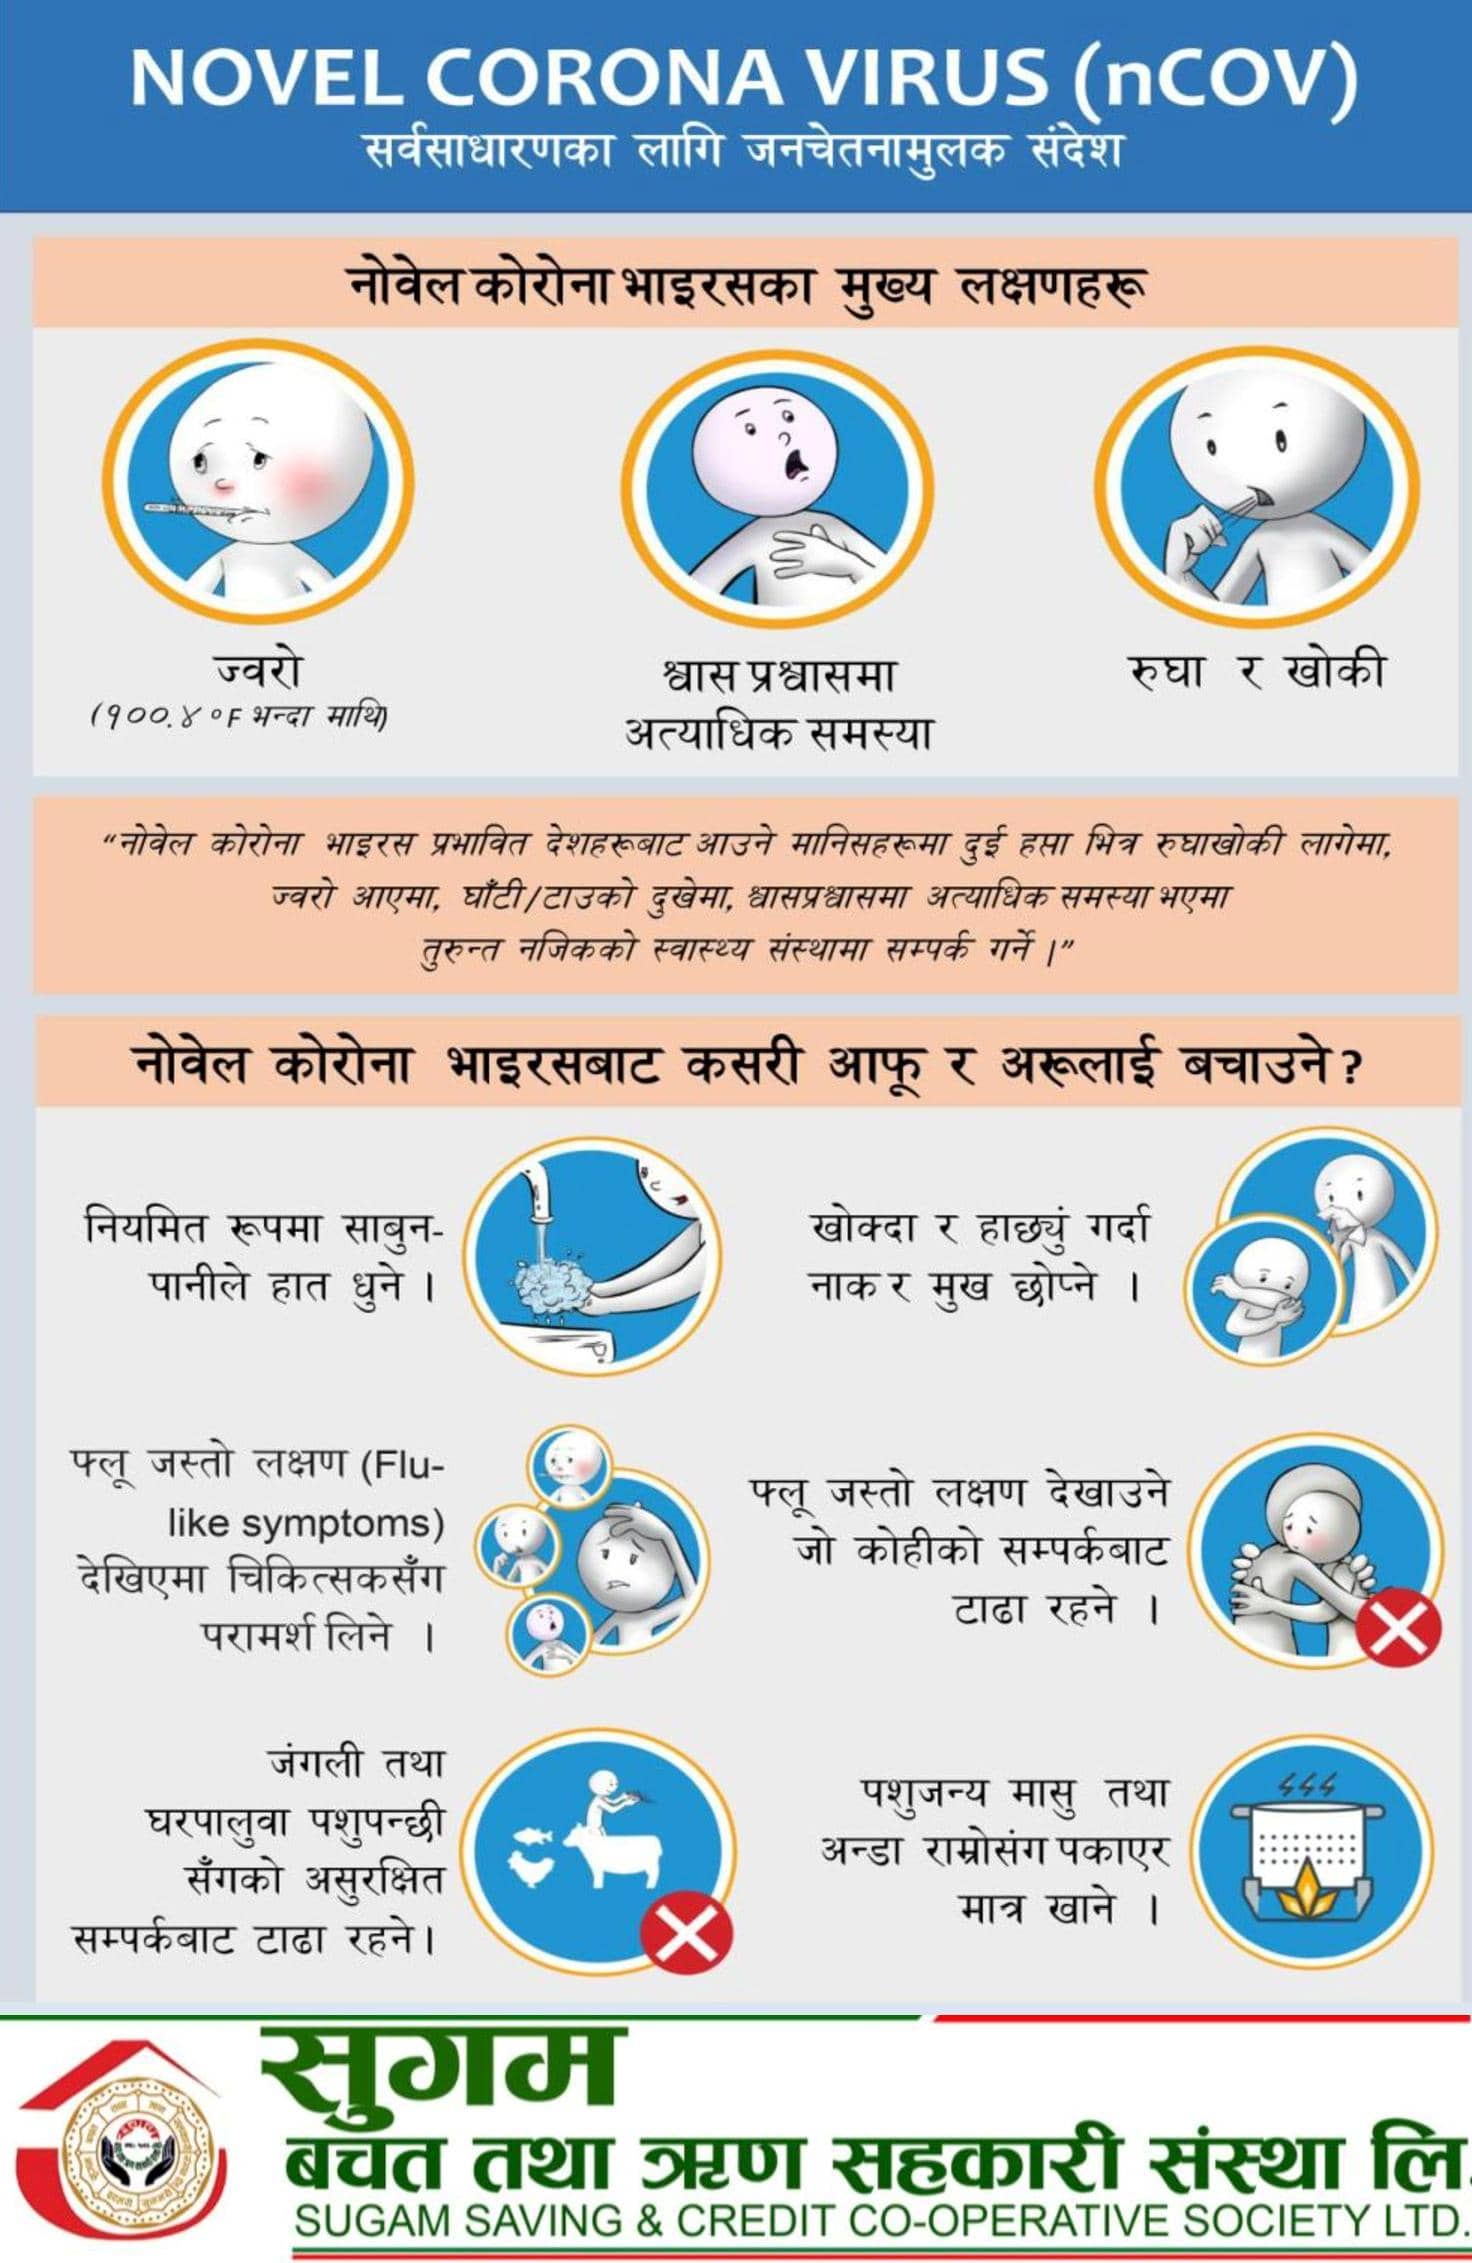 NOVEL CORONA VIRUS (nCOV)
सर्वसाधारणका लागि जनचेतनामुलक संदेश
नोवेल कोरोना भाइरसका मुख्य लक्षणहरू
ज्वरो
(१००.४ °F भन्दा माथि)
श्वास प्रश्वासमा
अत्याधिक समस्या
रुघा र खोकी
“नोवेल कोरोना भाइरस प्रभावित देशहरूबाट आउने मानिसहरूमा दुई हप्ता भित्र रुघाखोकी लागेमा,
ज्वरो आएमा, घाँटी/टाउको दुखेमा, श्वासप्रश्वासमा अत्याधिक समस्या भएमा
तुरुन्त नजिकको स्वास्थ्य संस्थामा सम्पर्क गर्ने ।”
नोवेल कोरोना भाइरसबाट कसरी आफू र अरूलाई बचाउने?
नियमित रूपमा साबुन-
पानीले हात धुने ।
खोक्दा र हाछ्युं गर्दा
नाक र मुख छोप्ने ।
फ्लू जस्तो लक्षण (Flu-
like symptoms)
देखिएमा चिकित्सकसँग
परामर्श लिने ।
फ्लू जस्तो लक्षण देखाउने
जो कोहीको सम्पर्कबाट
टाढा रहने ।
जंगली तथा
घरपालुवा पशुपन्छी
सँगको असुरक्षित
सम्पर्कबाट टाढा रहने।
पशुजन्य मासु तथा
अन्डा राम्रोसंग पकाएर
मात्र खाने ।
सुगम
बचत तथा ऋण सहकारी संस्था लि.
SUGAM SAVING & CREDIT CO-OPERATIVE SOCIETY LTD.